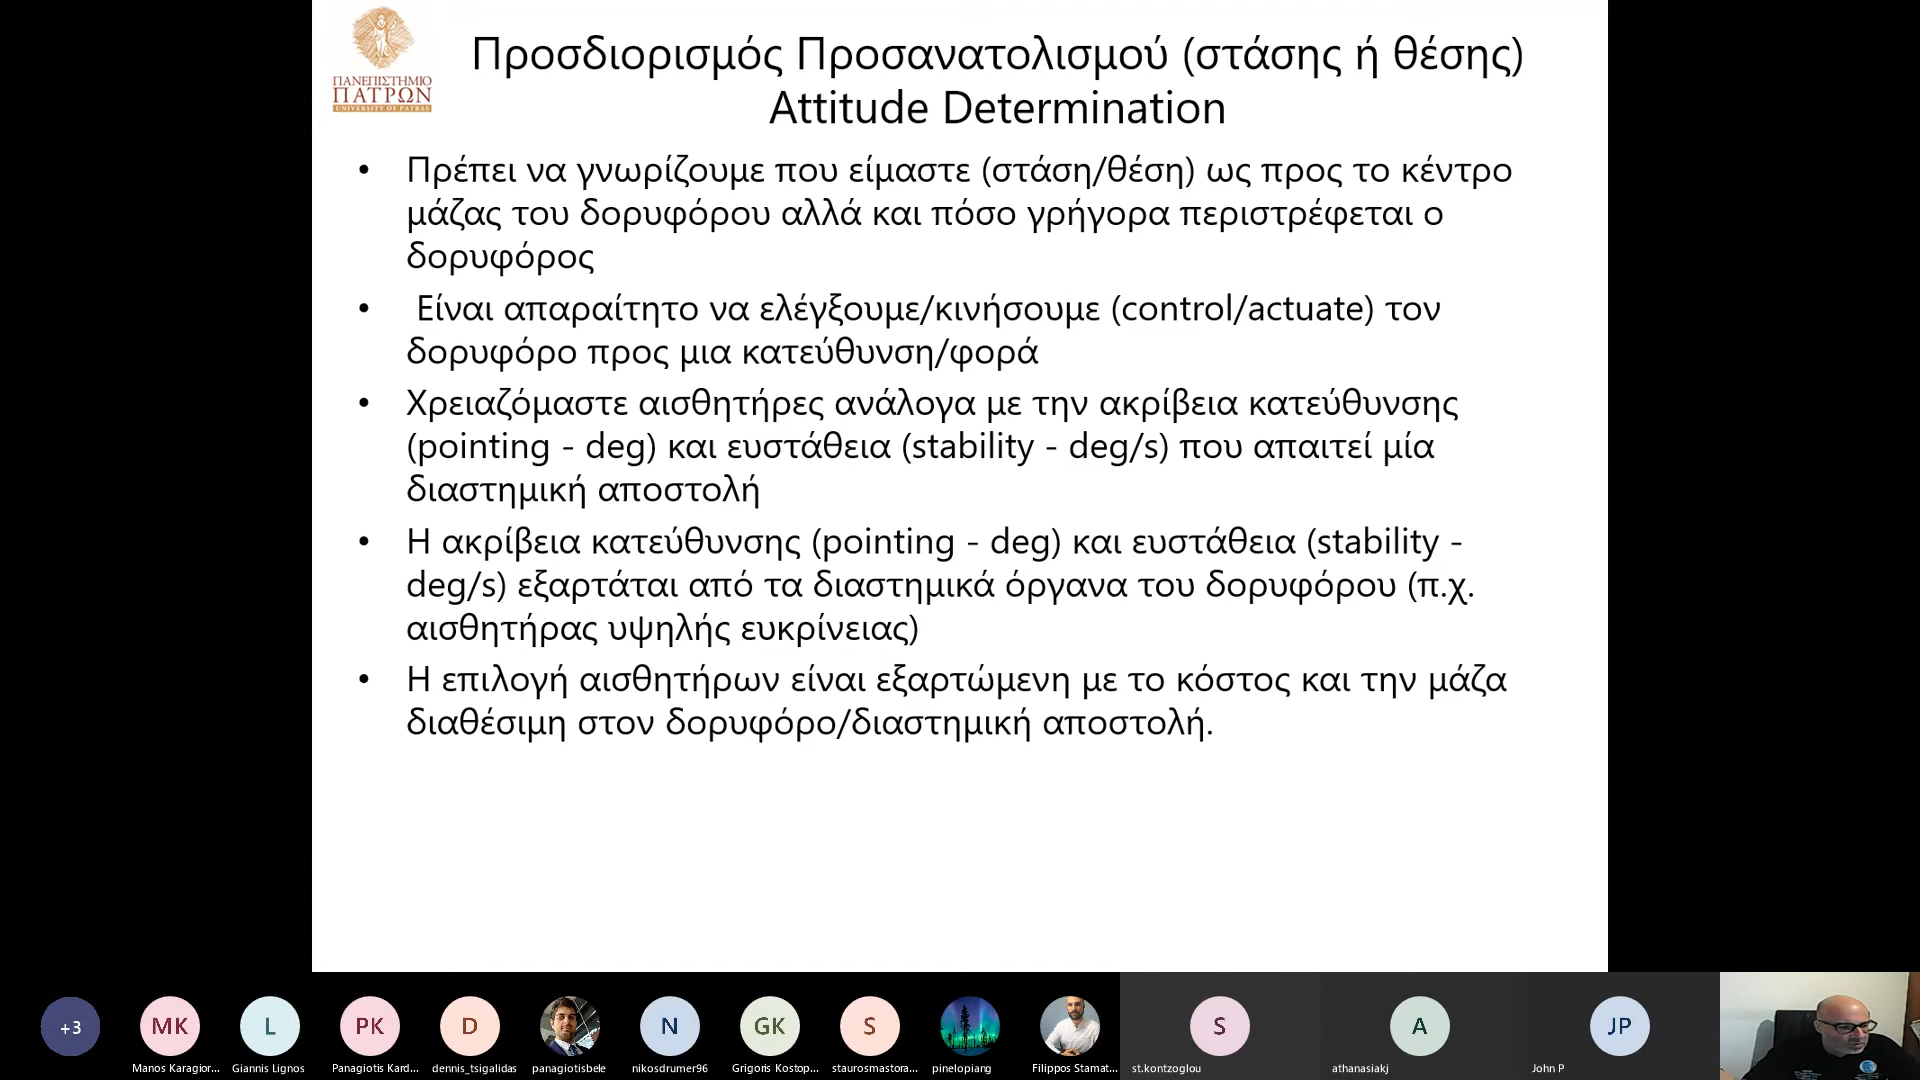 ΠΑΝΕΠΙΣΤΗΜΙΟ
ΠΑΤΡΩΝ
UNIVERSITY OF PATRAS
Προσδιορισμός Προσανατολισμού (στάσης ή θέσης)
Attitude Determination
• Πρέπει να γνωρίζουμε που είμαστε (στάση/θέση) ως προς το κέντρο
μάζας του δορυφόρου αλλά και πόσο γρήγορα περιστρέφεται ο
δορυφόρος
• Είναι απαραίτητο να ελέγξουμε/κινήσουμε (control/actuate) τον
δορυφόρο προς μια κατεύθυνση/φορά
• Χρειαζόμαστε αισθητήρες ανάλογα με την ακρίβεια κατεύθυνσης
(pointing - deg) και ευστάθεια (stability - deg/s) που απαιτεί μία
διαστημική αποστολή
• Η ακρίβεια κατεύθυνσης (pointing - deg) και ευστάθεια (stability -
deg/s) εξαρτάται από τα διαστημικά όργανα του δορυφόρου (π.χ.
αισθητήρας υψηλής ευκρίνειας)
• Η επιλογή αισθητήρων είναι εξαρτώμενη με το κόστος και την μάζα
διαθέσιμη στον δορυφόρο/διαστημική αποστολή.
+3 MK L PK D N GK S S A JP
Manos Karagior... Giannis Lignos Panagiotis Kard... dennis_tsigalidas panagiotisbele nikosdrumer96 Grigoris Kostop... staurosmastora... pinelopiang Filippos Stamat... st.kontzoglou athanasiakj John P